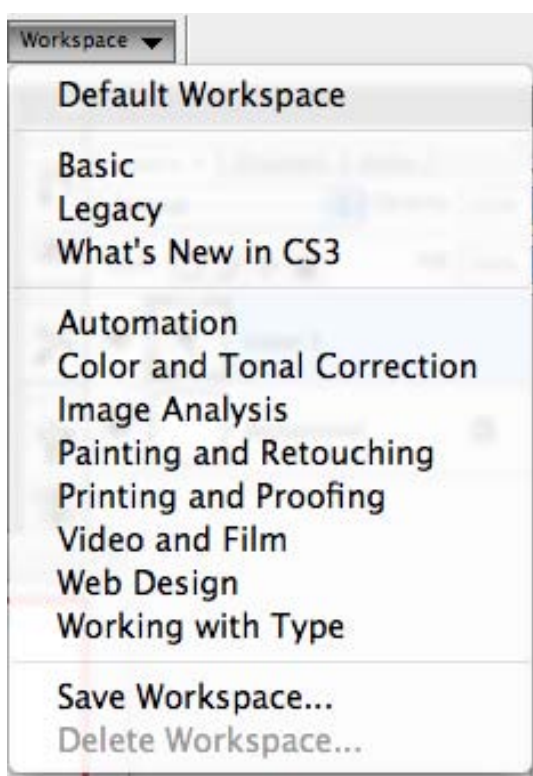 Workspace
Default Workspace
Basic
Legacy
What's New in CS3
Automation
Color and Tonal Correction
Image Analysis
Painting and Retouching
Printing and Proofing
Video and Film
Web Design
Working with Type
Save Workspace...
Delete Workspace...